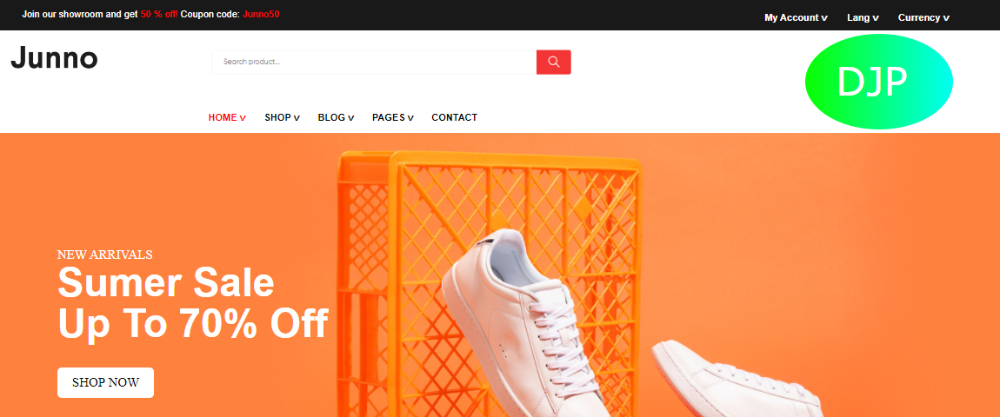 Join our showroom and get 50 % off! Coupon code: Junno50
My Account v Lang v Currency v
Junno
Search product...
DJP
HOME v SHOP v BLOG v PAGES v CONTACT
NEW ARRIVALS
Sumer Sale
Up To 70% Off
SHOP NOW